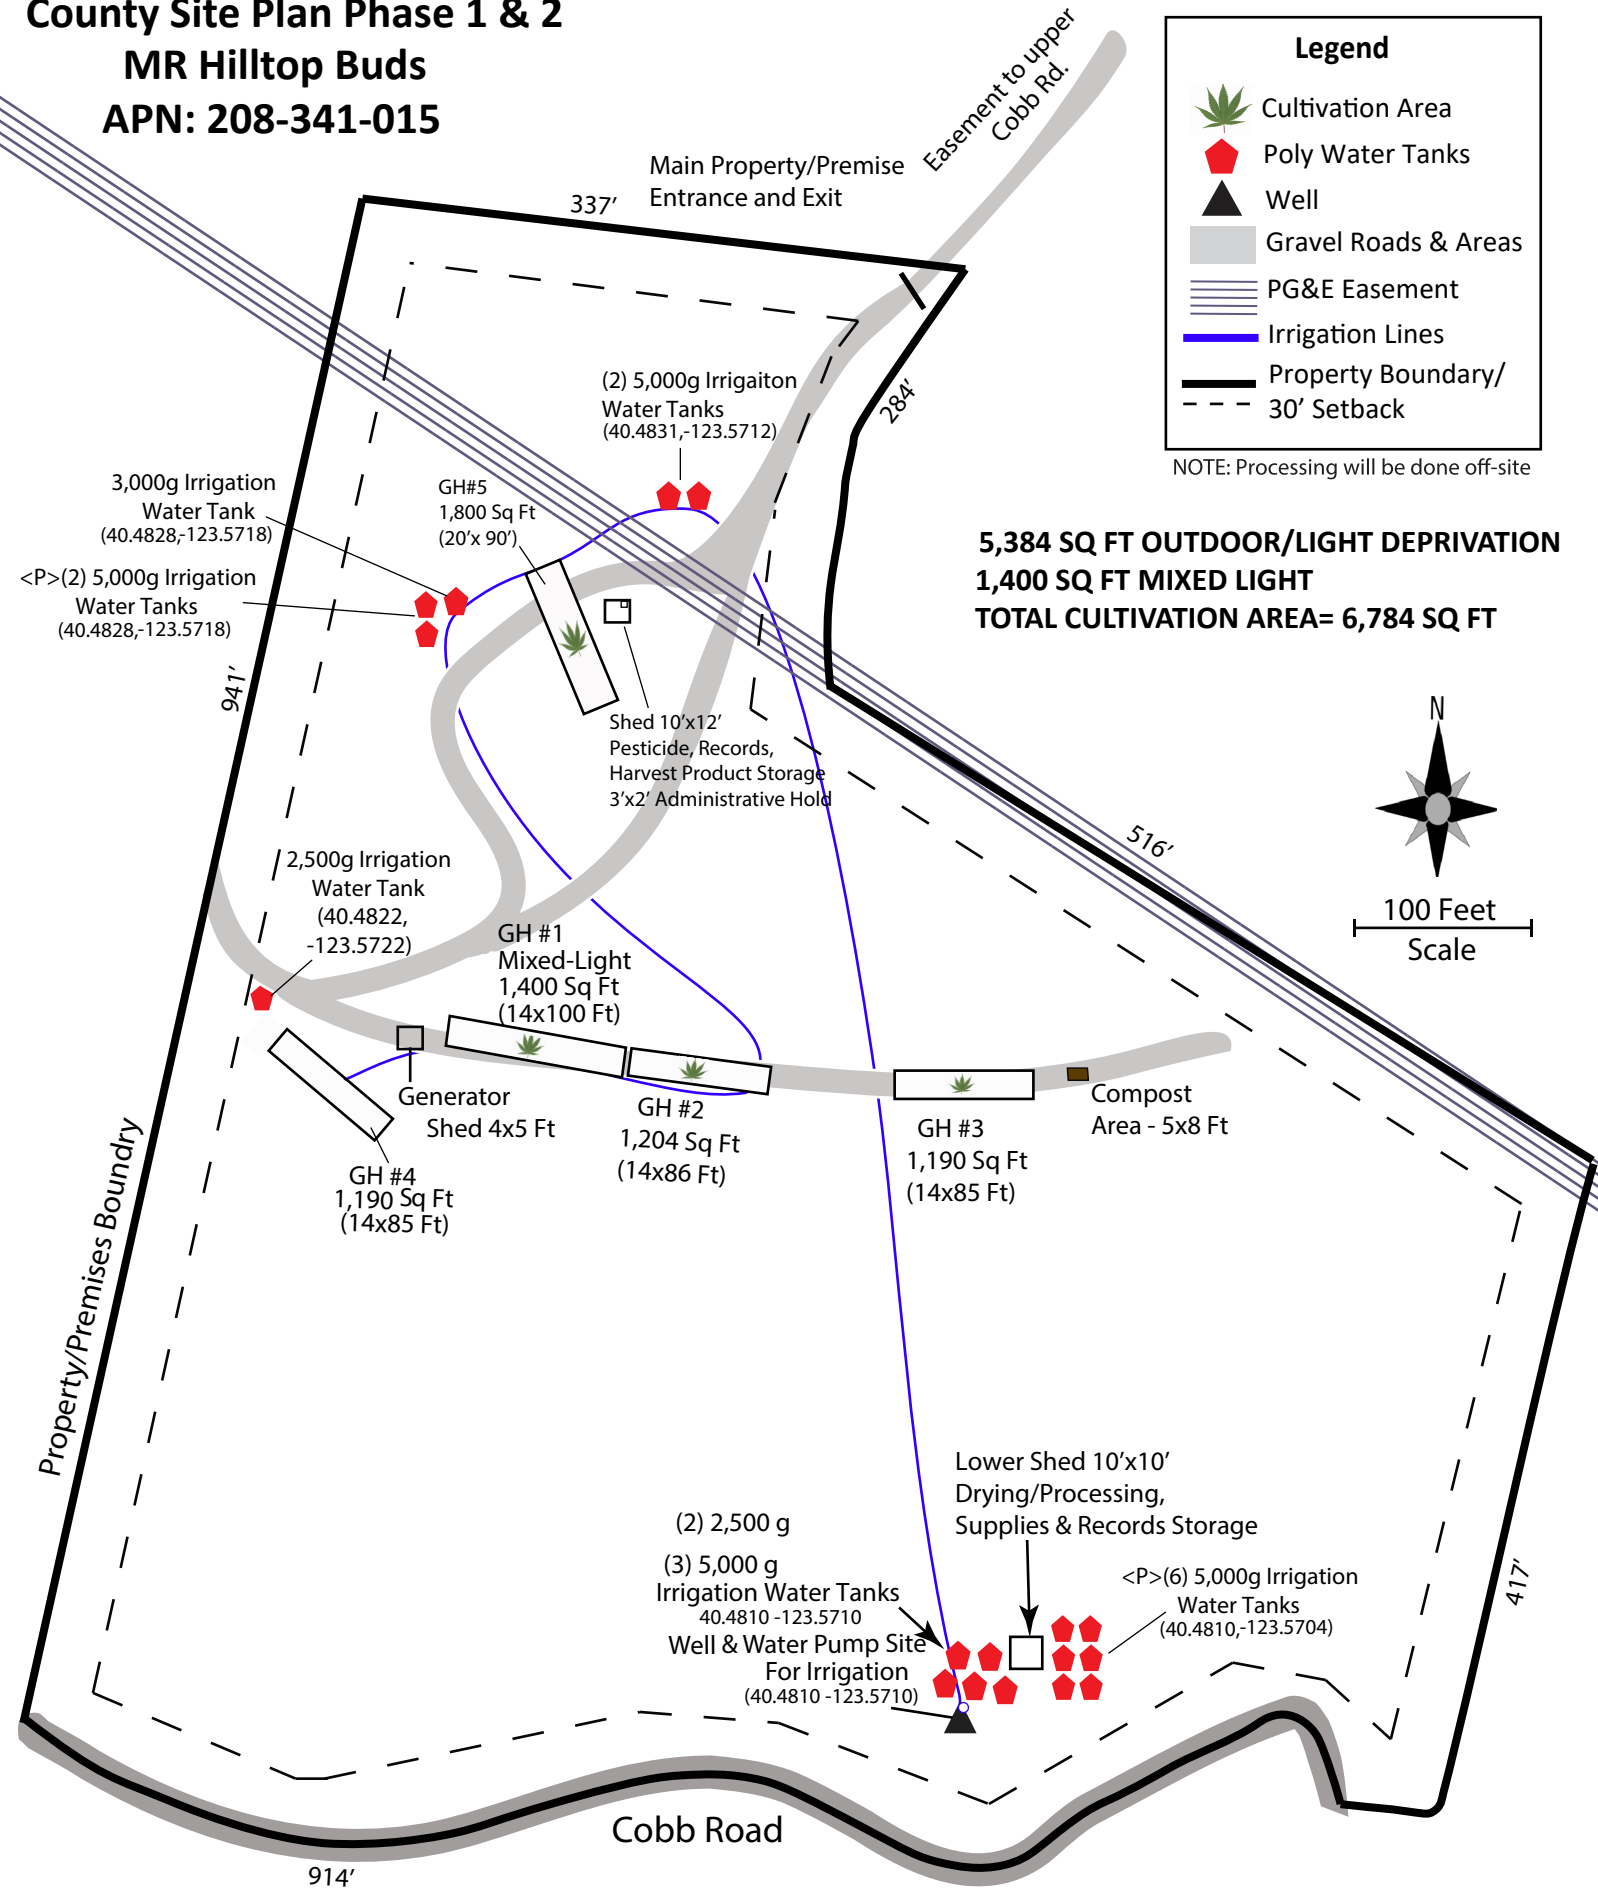 County Site Plan Phase 1 & 2
MR Hilltop Buds
APN: 208-341-015
Easement to upper
Cobb Rd.
Main Property/Premise
Entrance and Exit
337’
Legend
Cultivation Area
Poly Water Tanks
Well
Gravel Roads & Areas
PG&E Easement
Irrigation Lines
Property Boundary/
30’ Setback
NOTE: Processing will be done off-site
284’
(2) 5,000g Irrigaiton
Water Tanks
(40.4831,-123.5712)
3,000g Irrigation
Water Tank
(40.4828,-123.5718)
GH#5
1,800 Sq Ft
(20’x 90’)
<P>(2) 5,000g Irrigation
Water Tanks
(40.4828,-123.5718)
5,384 SQ FT OUTDOOR/LIGHT DEPRIVATION
1,400 SQ FT MIXED LIGHT
TOTAL CULTIVATION AREA= 6,784 SQ FT
941’
Shed 10’x12’
Pesticide, Records,
Harvest Product Storage
3’x2’ Administrative Hold
N
516’
100 Feet
Scale
2,500g Irrigation
Water Tank
(40.4822,
-123.5722)
GH #1
Mixed-Light
1,400 Sq Ft
(14x100 Ft)
Generator
Shed 4x5 Ft
GH #2
1,204 Sq Ft
(14x86 Ft)
GH #3
1,190 Sq Ft
(14x85 Ft)
Compost
Area - 5x8 Ft
GH #4
1,190 Sq Ft
(14x85 Ft)
Property/Premises Boundry
Lower Shed 10’x10’
Drying/Processing,
Supplies & Records Storage
(2) 2,500 g
(3) 5,000 g
Irrigation Water Tanks
40.4810 -123.5710
Well & Water Pump Site
For Irrigation
(40.4810 -123.5710)
<P>(6) 5,000g Irrigation
Water Tanks
(40.4810,-123.5704)
417’
Cobb Road
914’